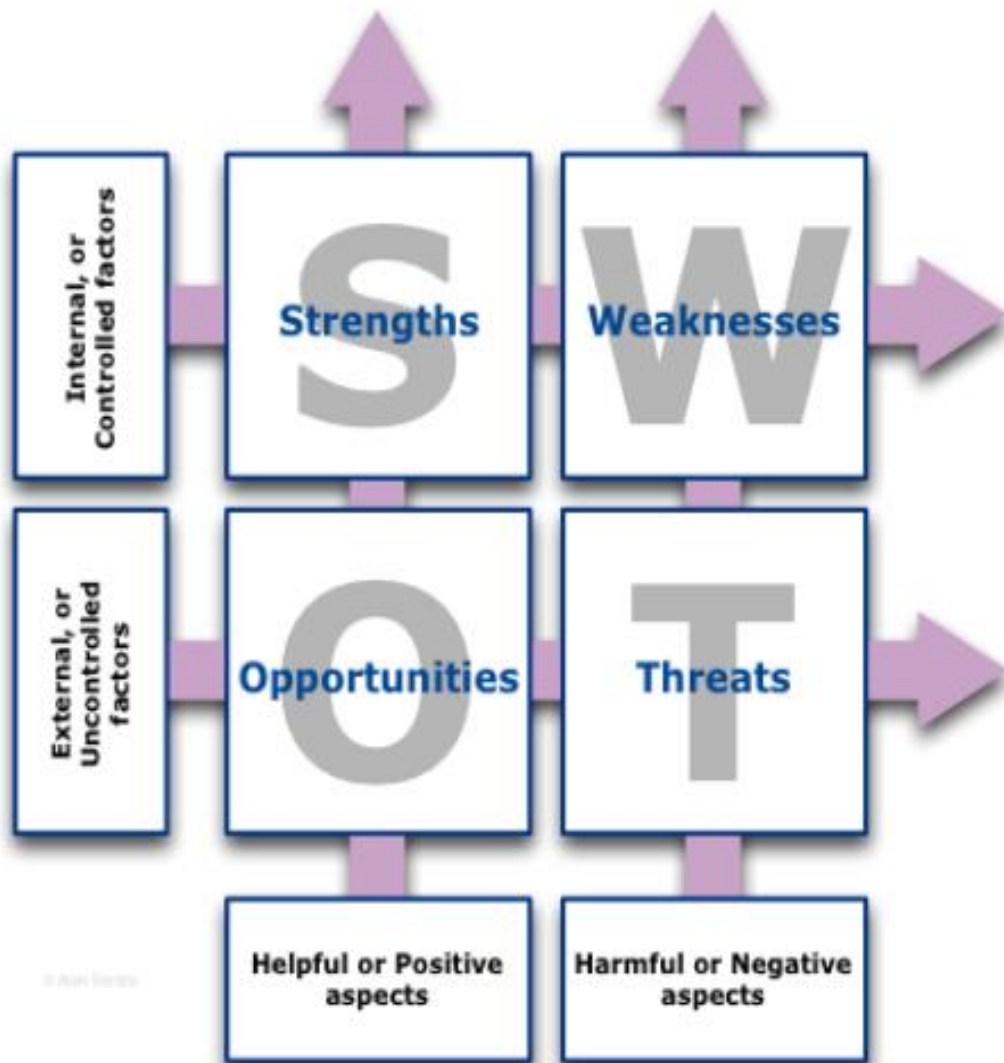 Internal, or
Controlled factors
S
Strengths
W
Weaknesses
External, or
Uncontrolled
factors
O
Opportunities
T
Threats
Helpful or Positive
aspects
Harmful or Negative
aspects